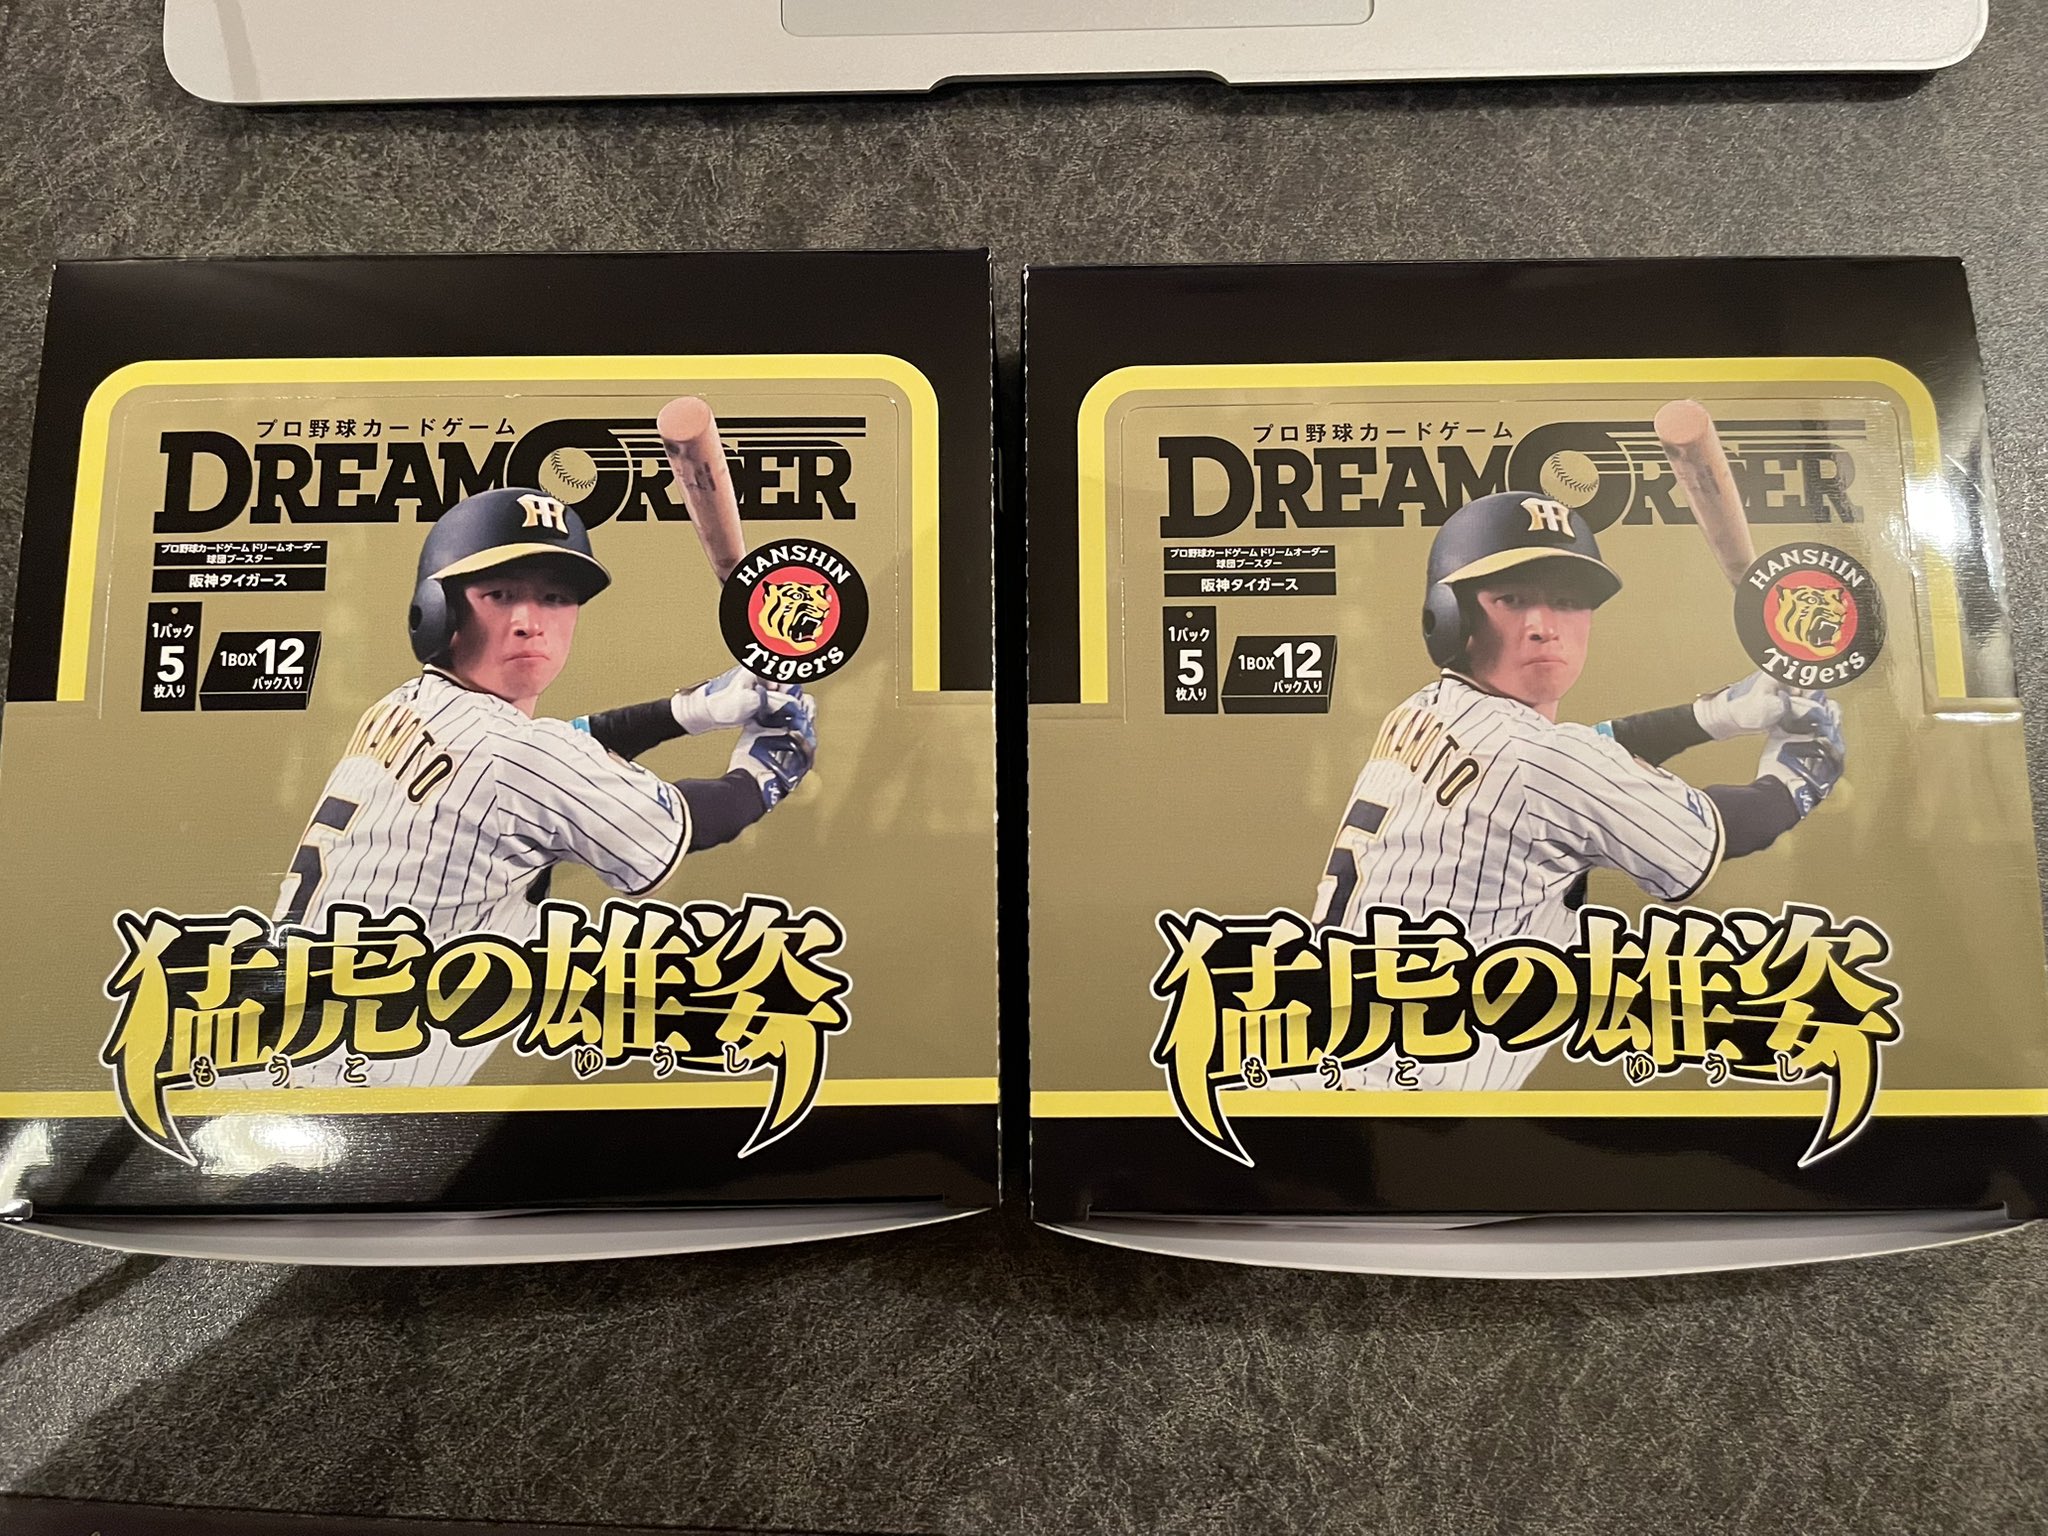 プロ野球カードゲーム
DREAM ORDER
プロ野球カードゲーム ドリームオーダー
球団ブースター
阪神タイガース
1パック
5
枚入り
1BOX 12
パック入り
HANSHIN
Tigers
猛虎の雄姿
もうこ ゆうし
プロ野球カードゲーム
DREAM ORDER
プロ野球カードゲーム ドリームオーダー
球団ブースター
阪神タイガース
1パック
5
枚入り
1BOX 12
パック入り
HANSHIN
Tigers
猛虎の雄姿
もうこ ゆうし